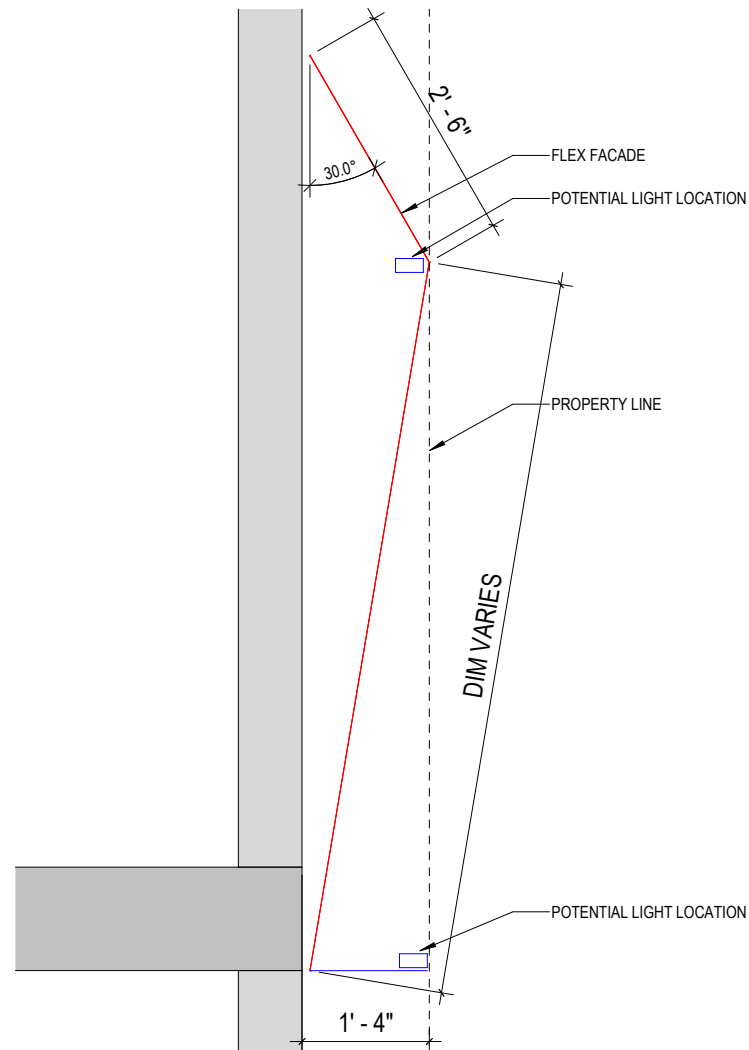 2' - 6"
FLEX FACADE
30.0°
POTENTIAL LIGHT LOCATION
PROPERTY LINE
DIM VARIES
POTENTIAL LIGHT LOCATION
1' - 4"